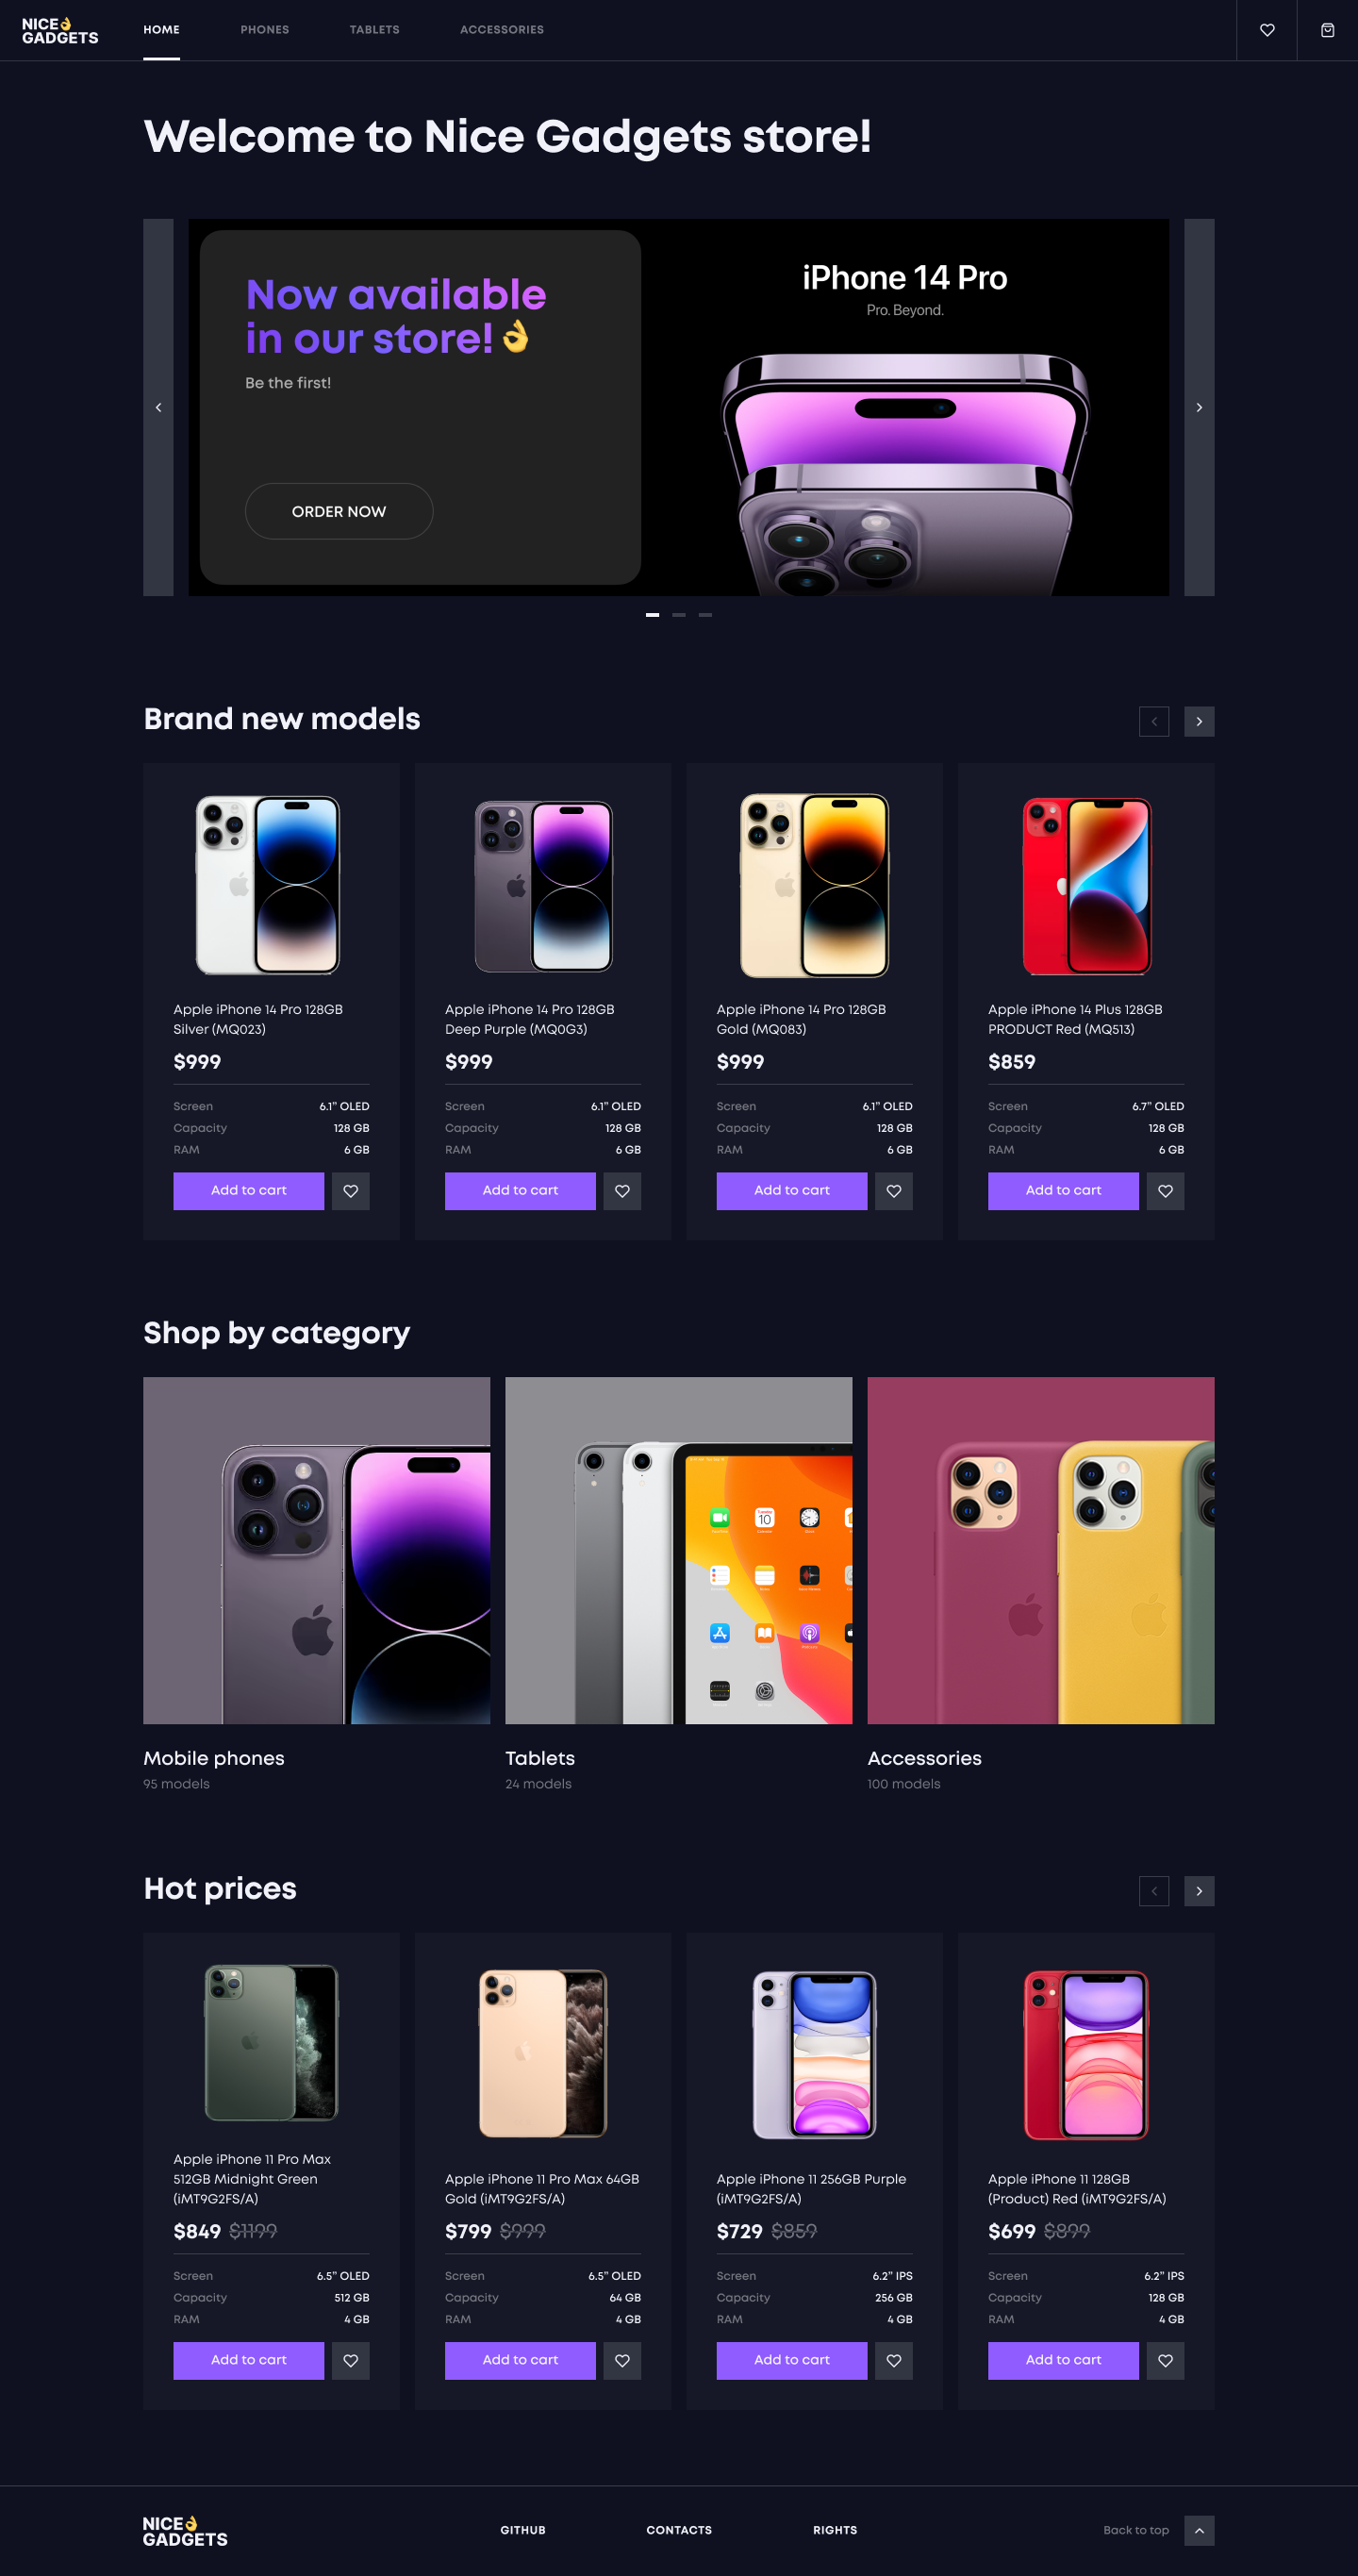 NICE👌
GADGETS
HOME
PHONES
TABLETS
ACCESSORIES
Welcome to Nice Gadgets store!
Now available
in our store!👌
Be the first!
ORDER NOW
iPhone 14 Pro
Pro. Beyond.
Brand new models
Apple iPhone 14 Pro 128GB
Silver (MQ023)
$999
Screen 6.1” OLED
Capacity 128 GB
RAM 6 GB
Add to cart
Apple iPhone 14 Pro 128GB
Deep Purple (MQ0G3)
$999
Screen 6.1” OLED
Capacity 128 GB
RAM 6 GB
Add to cart
Apple iPhone 14 Pro 128GB
Gold (MQ083)
$999
Screen 6.1” OLED
Capacity 128 GB
RAM 6 GB
Add to cart
Apple iPhone 14 Plus 128GB
PRODUCT Red (MQ513)
$859
Screen 6.7” OLED
Capacity 128 GB
RAM 6 GB
Add to cart
Shop by category
10
Mobile phones
95 models
Tablets
24 models
Accessories
100 models
Hot prices
Apple iPhone 11 Pro Max
512GB Midnight Green
(iMT9G2FS/A)
$849 $1199
Screen 6.5” OLED
Capacity 512 GB
RAM 4 GB
Add to cart
Apple iPhone 11 Pro Max 64GB
Gold (iMT9G2FS/A)
$799 $999
Screen 6.5” OLED
Capacity 64 GB
RAM 4 GB
Add to cart
Apple iPhone 11 256GB Purple
(iMT9G2FS/A)
$729 $859
Screen 6.2” IPS
Capacity 256 GB
RAM 4 GB
Add to cart
Apple iPhone 11 128GB
(Product) Red (iMT9G2FS/A)
$699 $899
Screen 6.2” IPS
Capacity 128 GB
RAM 4 GB
Add to cart
NICE👌
GADGETS
GITHUB
CONTACTS
RIGHTS
Back to top